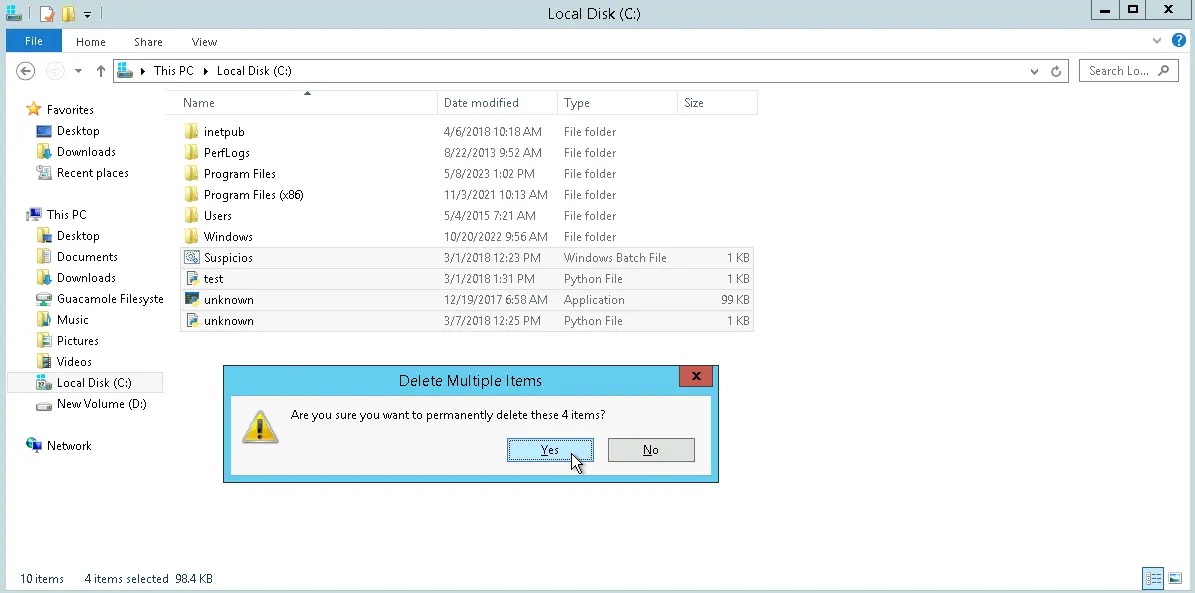 Local Disk (C:)
File Home Share View
This PC Local Disk (C:) Search Lo...
Name Date modified Type Size
Favorites
Desktop
Downloads
Recent places
This PC
Desktop
Documents
Downloads
Guacamole Filesyste
Music
Pictures
Videos
Local Disk (C:)
New Volume (D:)
Network
inetpub 4/6/2018 10:18 AM File folder
PerfLogs 8/22/2013 9:52 AM File folder
Program Files 5/8/2023 1:02 PM File folder
Program Files (x86) 11/3/2021 10:13 AM File folder
Users 5/4/2015 7:21 AM File folder
Windows 10/20/2022 9:56 AM File folder
Suspicios 3/1/2018 12:23 PM Windows Batch File 1 KB
test 3/1/2018 1:31 PM Python File 1 KB
unknown 12/19/2017 6:58 AM Application 99 KB
unknown 3/7/2018 12:25 PM Python File 1 KB
Delete Multiple Items
Are you sure you want to permanently delete these 4 items?
Yes No
10 items 4 items selected 98.4 KB